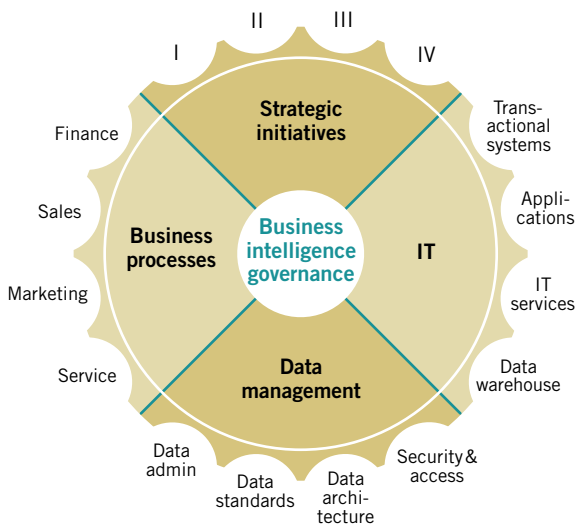 I
II
III
IV
Strategic
initiatives
Finance
Sales
Marketing
Service
Business
processes
Business
intelligence
governance
IT
Trans-
actional
systems
Appli-
cations
IT
services
Data
warehouse
Data
management
Data
admin
Data
standards
Data
archi-
tecture
Security &
access